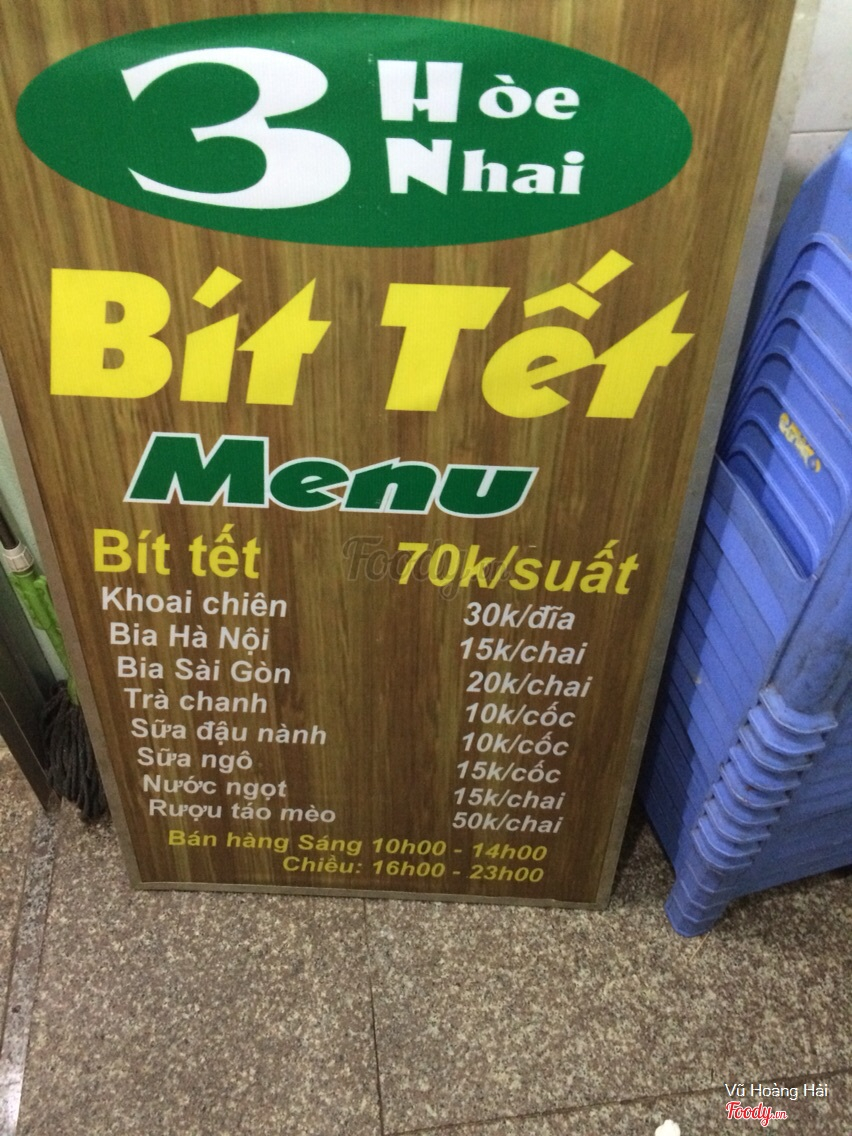 3 Hòe
Nhai
Bít Tết
Menu
Bít tết 70k/suất
Khoai chiên 30k/đĩa
Bia Hà Nội 15k/chai
Bia Sài Gòn 20k/chai
Trà chanh 10k/cốc
Sữa đậu nành 10k/cốc
Sữa ngô 15k/cốc
Nước ngọt 15k/chai
Rượu táo mèo 50k/chai
Bán hàng Sáng 10h00 - 14h00
Chiều: 16h00 - 23h00
Foody.vn
Vũ Hoàng Hải
Foody.vn